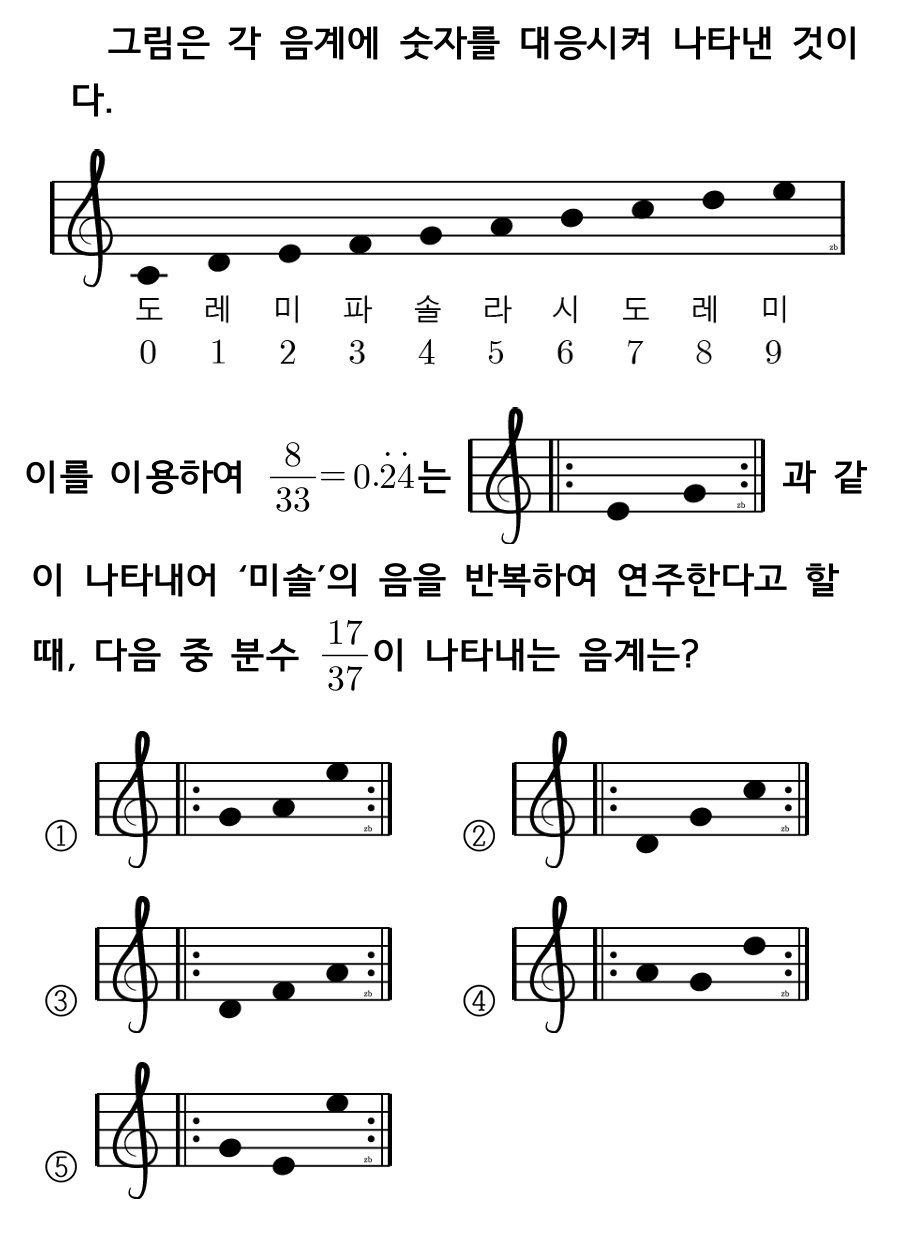 그림은 각 음계에 숫자를 대응시켜 나타낸 것이
다.
zb
도 레 미 파 솔 라 시 도 레 미
0 1 2 3 4 5 6 7 8 9
이를 이용하여 8/33 = 0.2̇4̇는 zb 과 같
이 나타내어 ‘미솔’의 음을 반복하여 연주한다고 할
때, 다음 중 분수 17/37이 나타내는 음계는?
① zb ② zb
③ zb ④ zb
⑤ zb